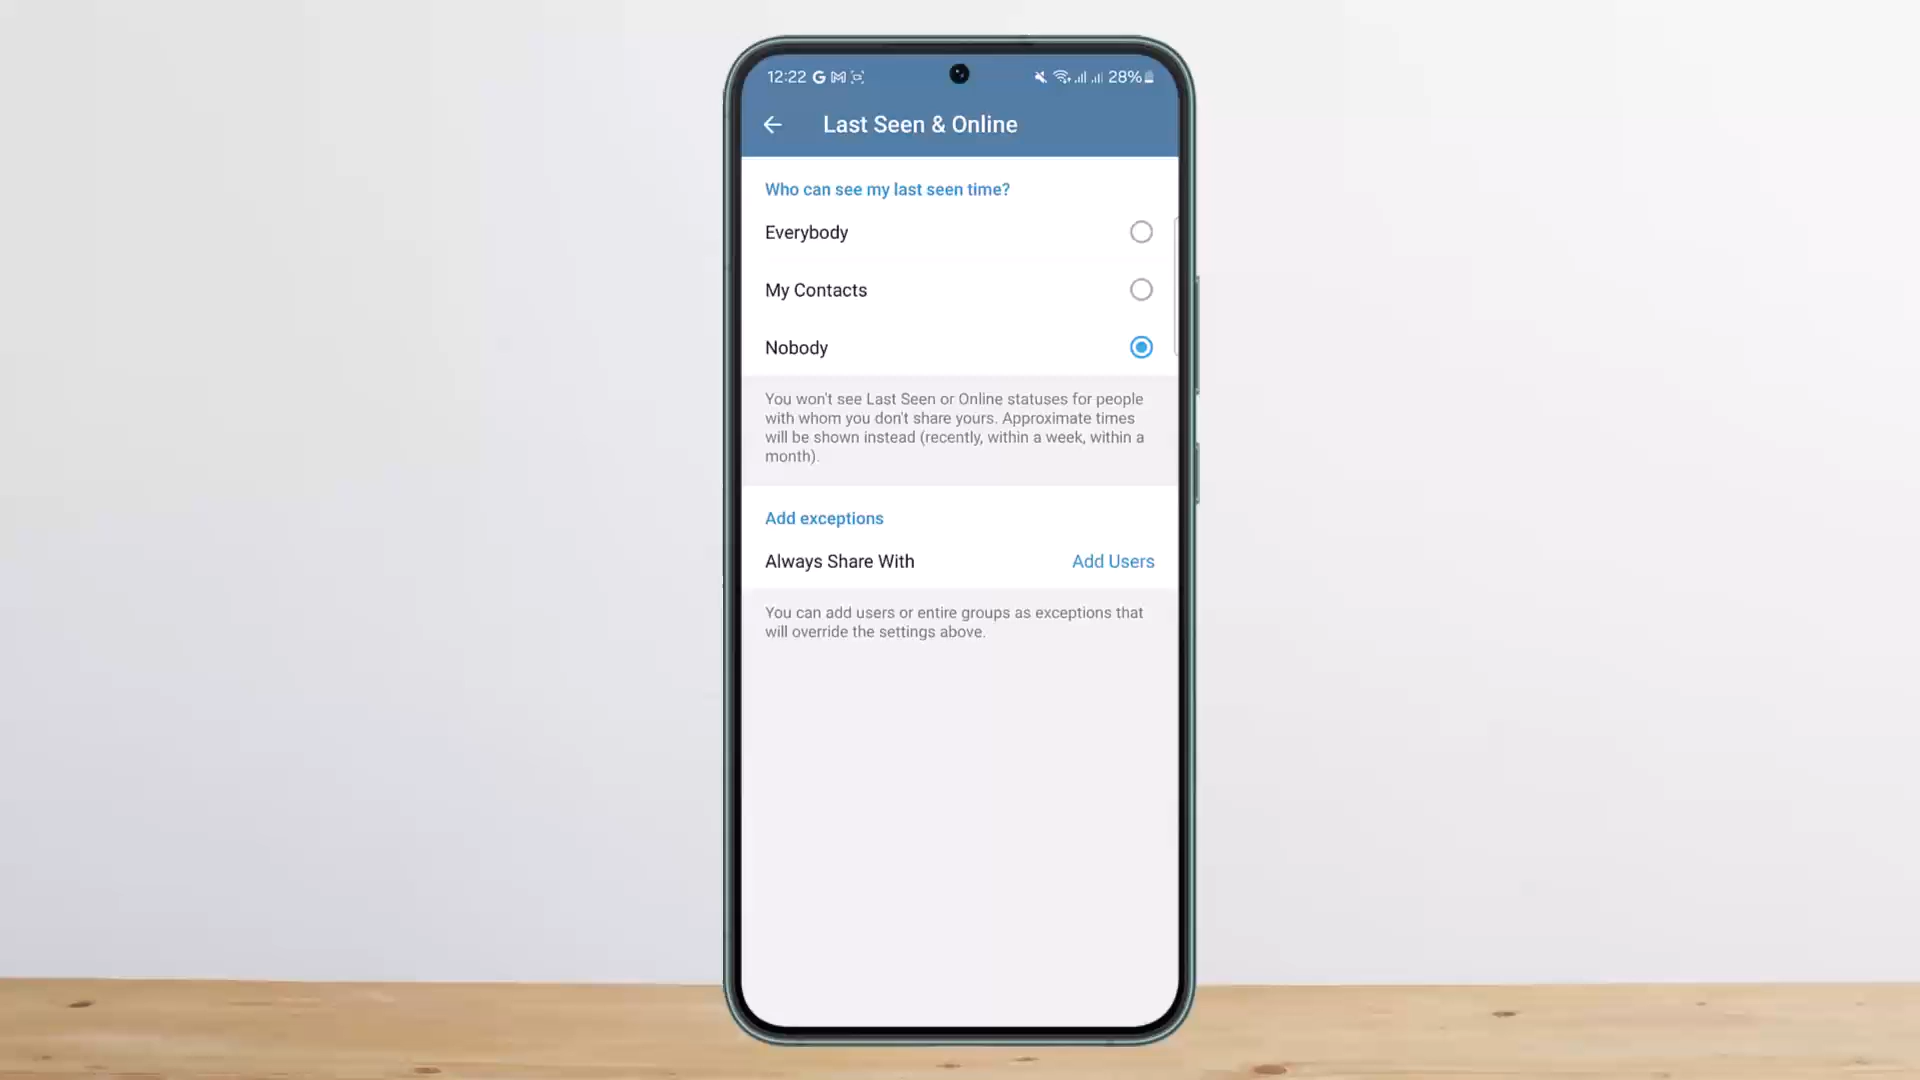 12:22 28%
Last Seen & Online
Who can see my last seen time?
Everybody
My Contacts
Nobody
You won't see Last Seen or Online statuses for people
with whom you don't share yours. Approximate times
will be shown instead (recently, within a week, within a
month).
Add exceptions
Always Share With Add Users
You can add users or entire groups as exceptions that
will override the settings above.